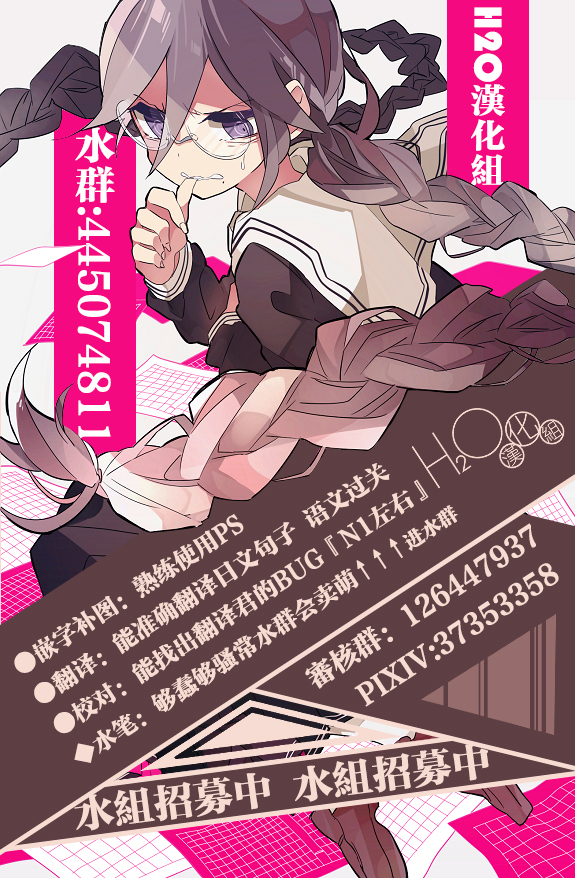 H2O漢化組
水群:445074811
H2O漢化組
●嵌字补图：熟练使用PS
●翻译：能准确翻译日文句子 语文过关
●校对：能找出翻译君的BUG『N1左右』
◆水笔：够蠢够骚常水群会卖萌↑↑↑进水群
審核群：126447937
PIXIV:37353358
水組招募中 水組招募中